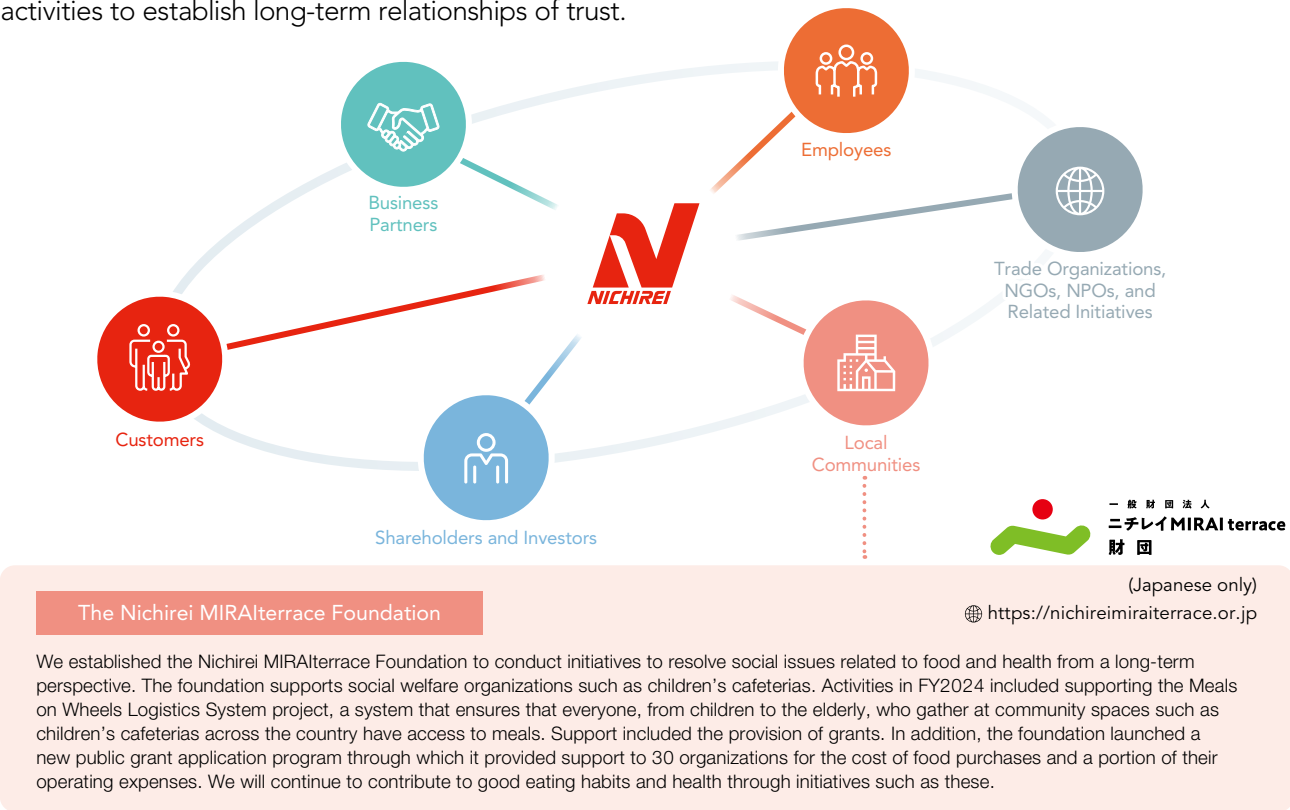 activities to establish long-term relationships of trust.
Employees
Business
Partners
Trade Organizations,
NGOs, NPOs, and
Related Initiatives
NICHIREI
Customers
Local
Communities
Shareholders and Investors
一般財団法人
ニチレイMIRAI terrace
財団
(Japanese only)
The Nichirei MIRAIterrace Foundation
https://nichireimiraiterrace.or.jp
We established the Nichirei MIRAIterrace Foundation to conduct initiatives to resolve social issues related to food and health from a long-term
perspective. The foundation supports social welfare organizations such as children’s cafeterias. Activities in FY2024 included supporting the Meals
on Wheels Logistics System project, a system that ensures that everyone, from children to the elderly, who gather at community spaces such as
children’s cafeterias across the country have access to meals. Support included the provision of grants. In addition, the foundation launched a
new public grant application program through which it provided support to 30 organizations for the cost of food purchases and a portion of their
operating expenses. We will continue to contribute to good eating habits and health through initiatives such as these.